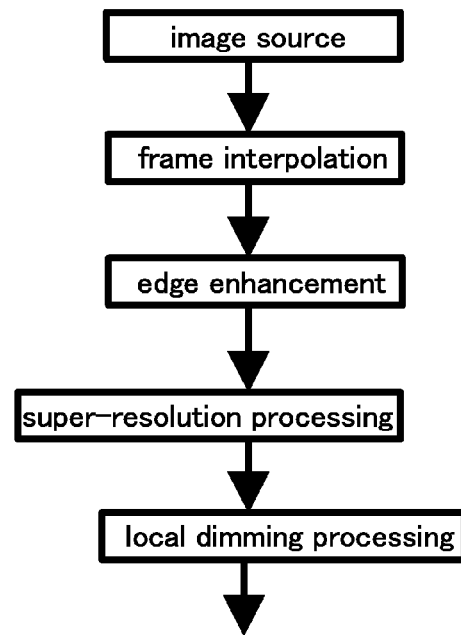 image source
frame interpolation
edge enhancement
super-resolution processing
local dimming processing